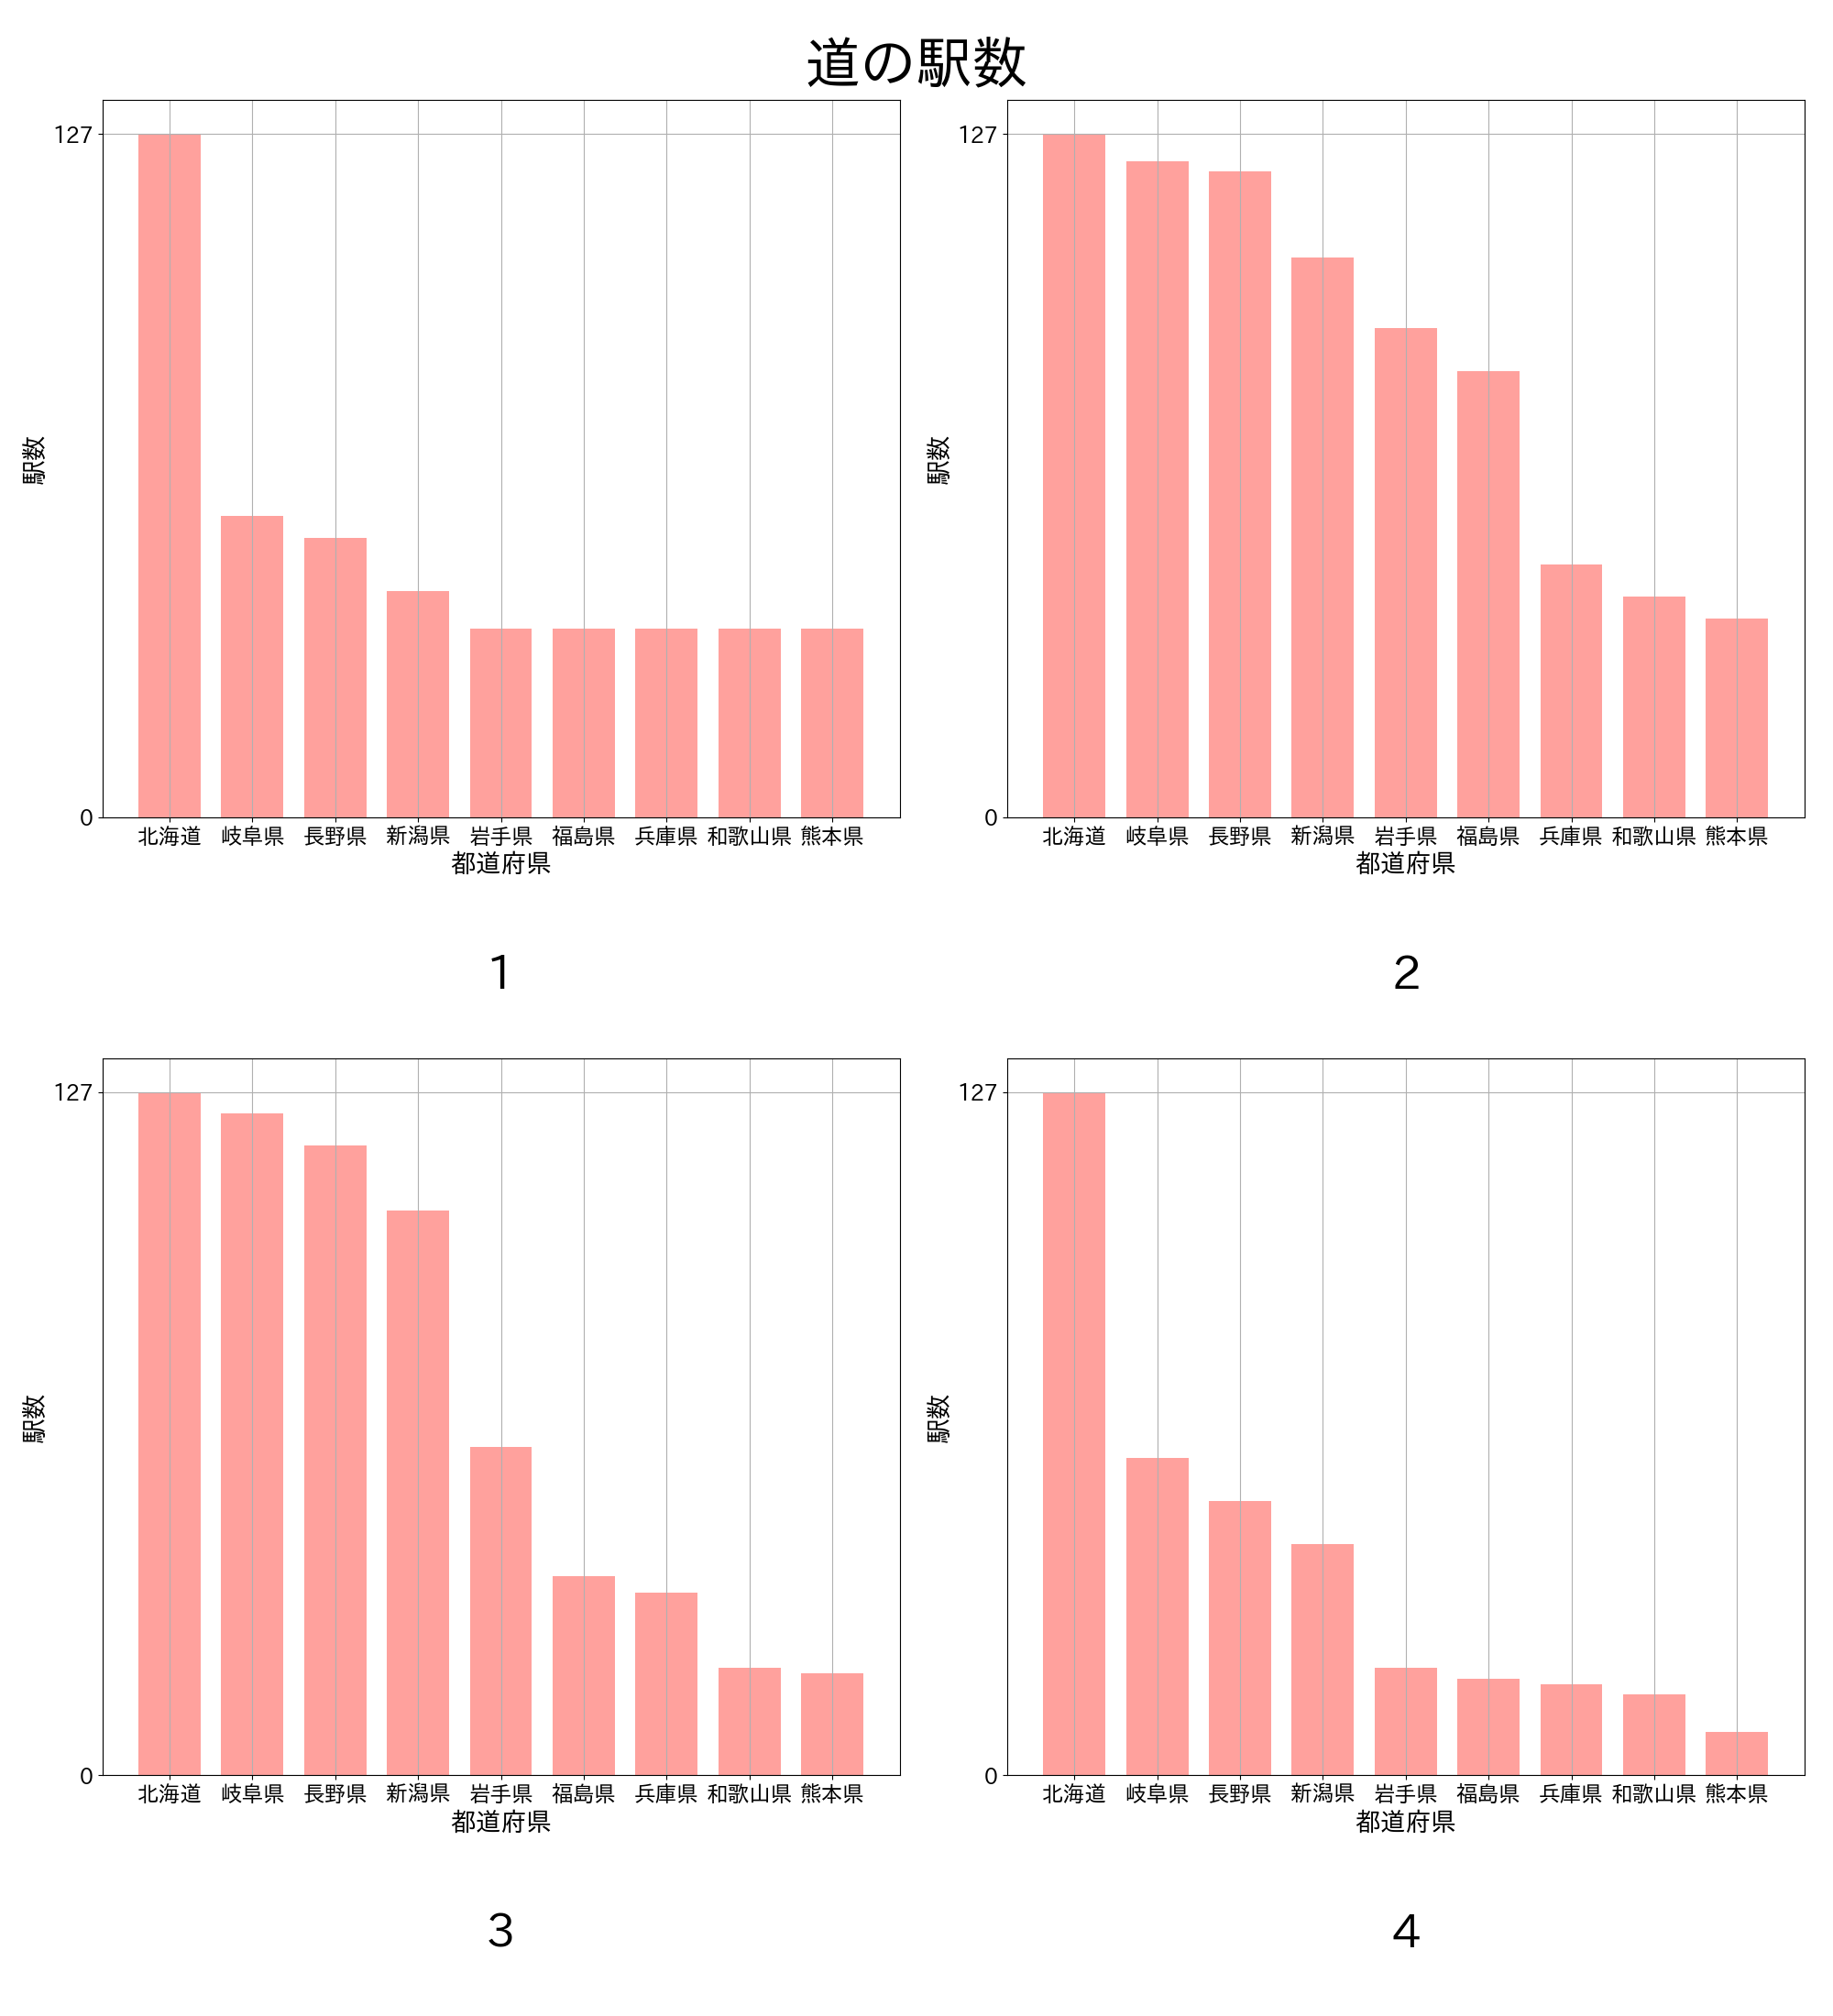 道の駅数
127
0
駅数
北海道 岐阜県 長野県 新潟県 岩手県 福島県 兵庫県 和歌山県 熊本県
都道府県
1
127
0
駅数
北海道 岐阜県 長野県 新潟県 岩手県 福島県 兵庫県 和歌山県 熊本県
都道府県
2
127
0
駅数
北海道 岐阜県 長野県 新潟県 岩手県 福島県 兵庫県 和歌山県 熊本県
都道府県
3
127
0
駅数
北海道 岐阜県 長野県 新潟県 岩手県 福島県 兵庫県 和歌山県 熊本県
都道府県
4